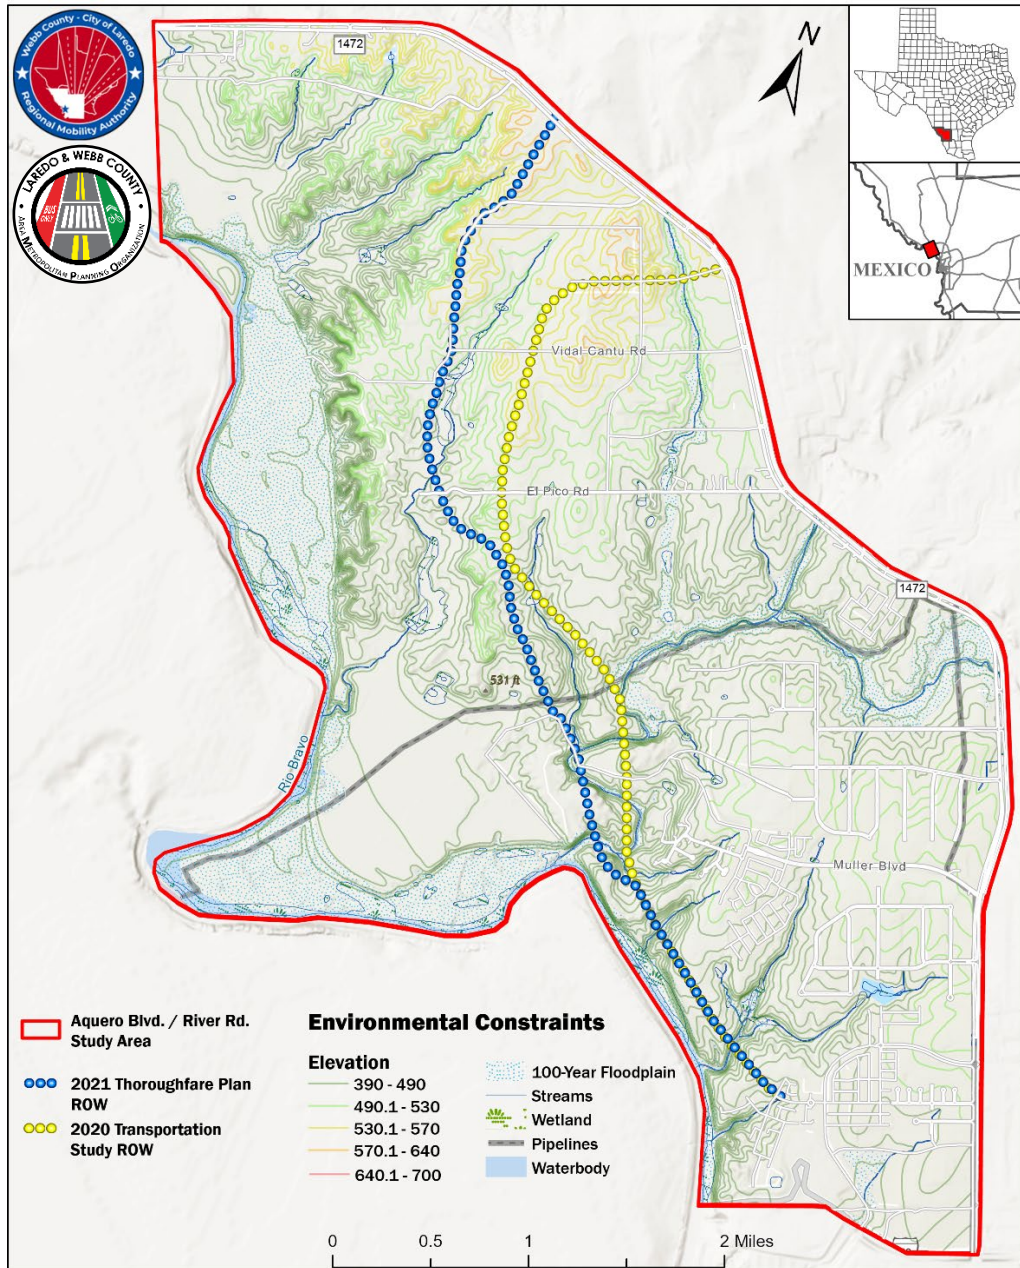 Webb County - City of Laredo
Regional Mobility Authority
LAREDO & WEBB COUNTY
AREA METROPOLITAN PLANNING ORGANIZATION
BUS
ONLY
1472
N
MEXICO
Vidal Cantu Rd
El Pico Rd
1472
531 ft
Rio Bravo
Muller Blvd
Aquero Blvd. / River Rd.
Study Area
2021 Thoroughfare Plan
ROW
2020 Transportation
Study ROW
Environmental Constraints
Elevation
390 - 490
490.1 - 530
530.1 - 570
570.1 - 640
640.1 - 700
100-Year Floodplain
Streams
Wetland
Pipelines
Waterbody
0 0.5 1 2 Miles